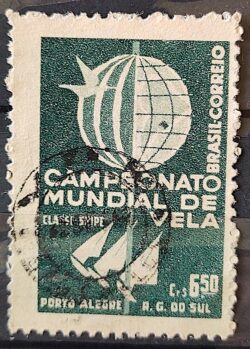 BRASIL CORREIO
CAMPEONATO
MUNDIAL DE
CLASSE SNIPE VELA
Cr.$ 6,50
PORTO ALEGRE R. G. DO SUL